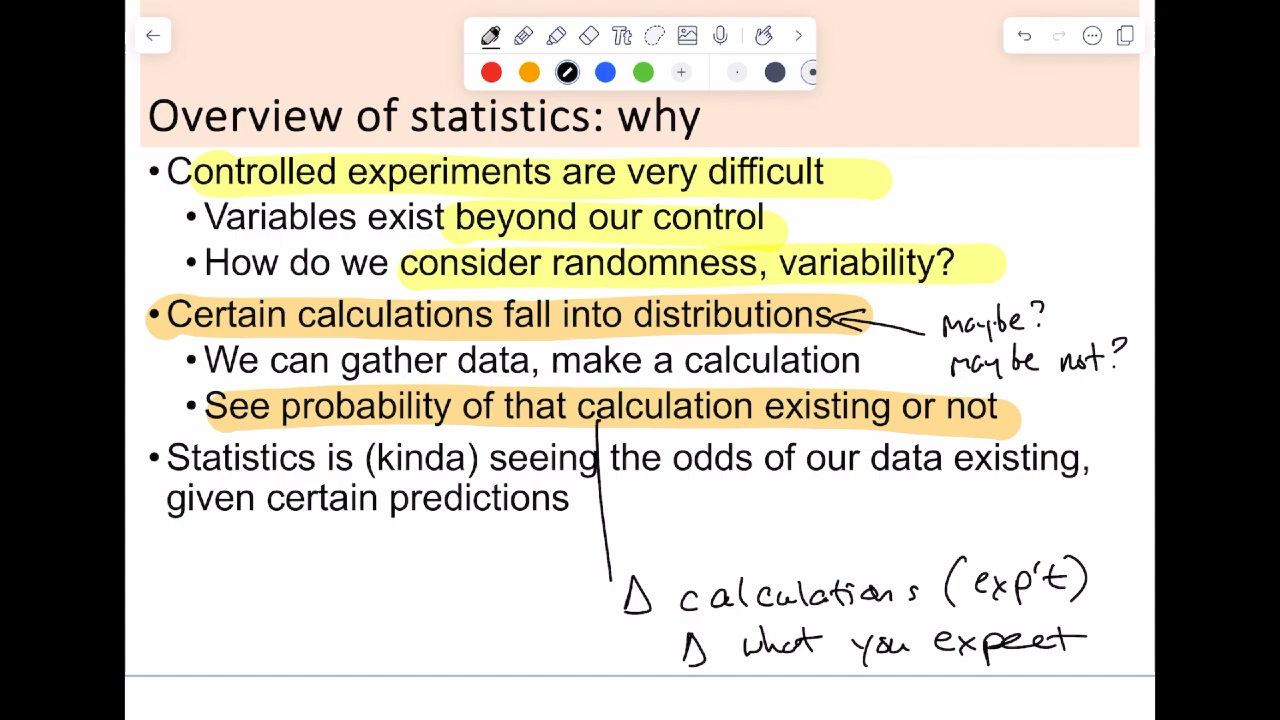 Tt
Overview of statistics: why
• Controlled experiments are very difficult
• Variables exist beyond our control
• How do we consider randomness, variability?
• Certain calculations fall into distributions
maybe?
maybe not?
• We can gather data, make a calculation
• See probability of that calculation existing or not
• Statistics is (kinda) seeing the odds of our data existing,
given certain predictions
Δ calculations (exp't)
Δ what you expect